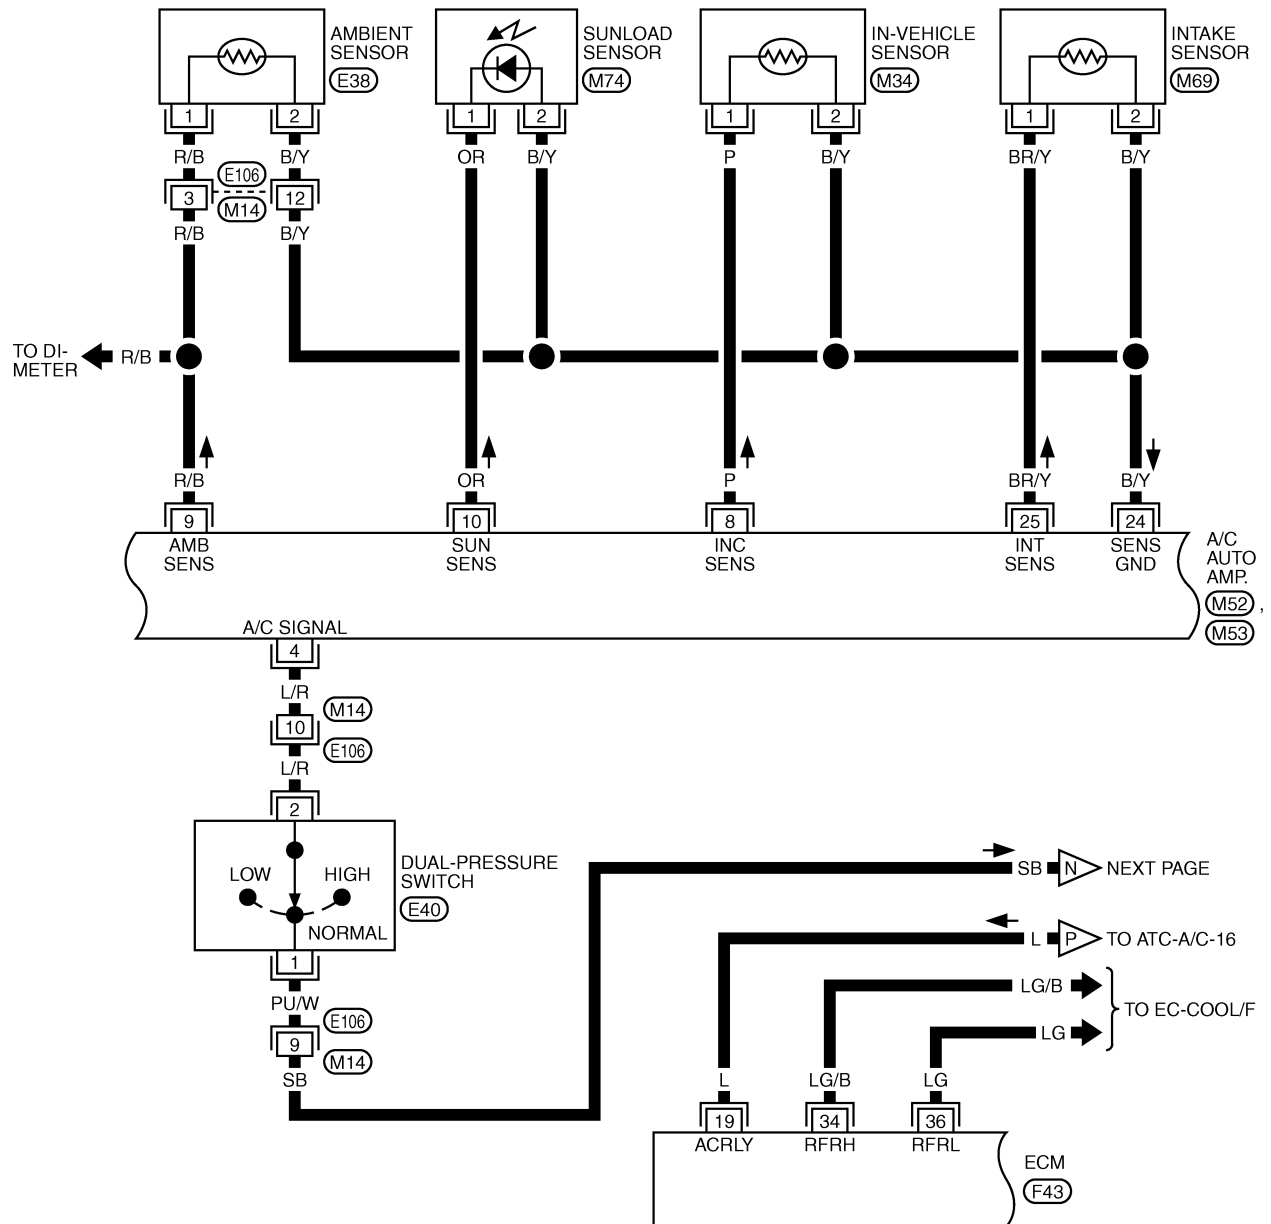 AMBIENT
SENSOR
E38
SUNLOAD
SENSOR
M74
IN-VEHICLE
SENSOR
M34
INTAKE
SENSOR
M69
1
2
1
2
1
2
1
2
R/B
B/Y
OR
B/Y
P
B/Y
BR/Y
B/Y
E106
3
12
M14
R/B
B/Y
TO DI-
METER
R/B
R/B
OR
P
BR/Y
B/Y
9
10
8
25
24
AMB
SENS
SUN
SENS
INC
SENS
INT
SENS
SENS
GND
A/C
AUTO
AMP.
M52 ,
M53
A/C SIGNAL
4
L/R
M14
10
E106
L/R
2
DUAL-PRESSURE
SWITCH
E40
LOW
HIGH
NORMAL
1
PU/W
E106
9
M14
SB
SB
N
NEXT PAGE
L
P
TO ATC-A/C-16
LG/B
TO EC-COOL/F
LG
L
LG/B
LG
19
34
36
ACRLY
RFRH
RFRL
ECM
F43